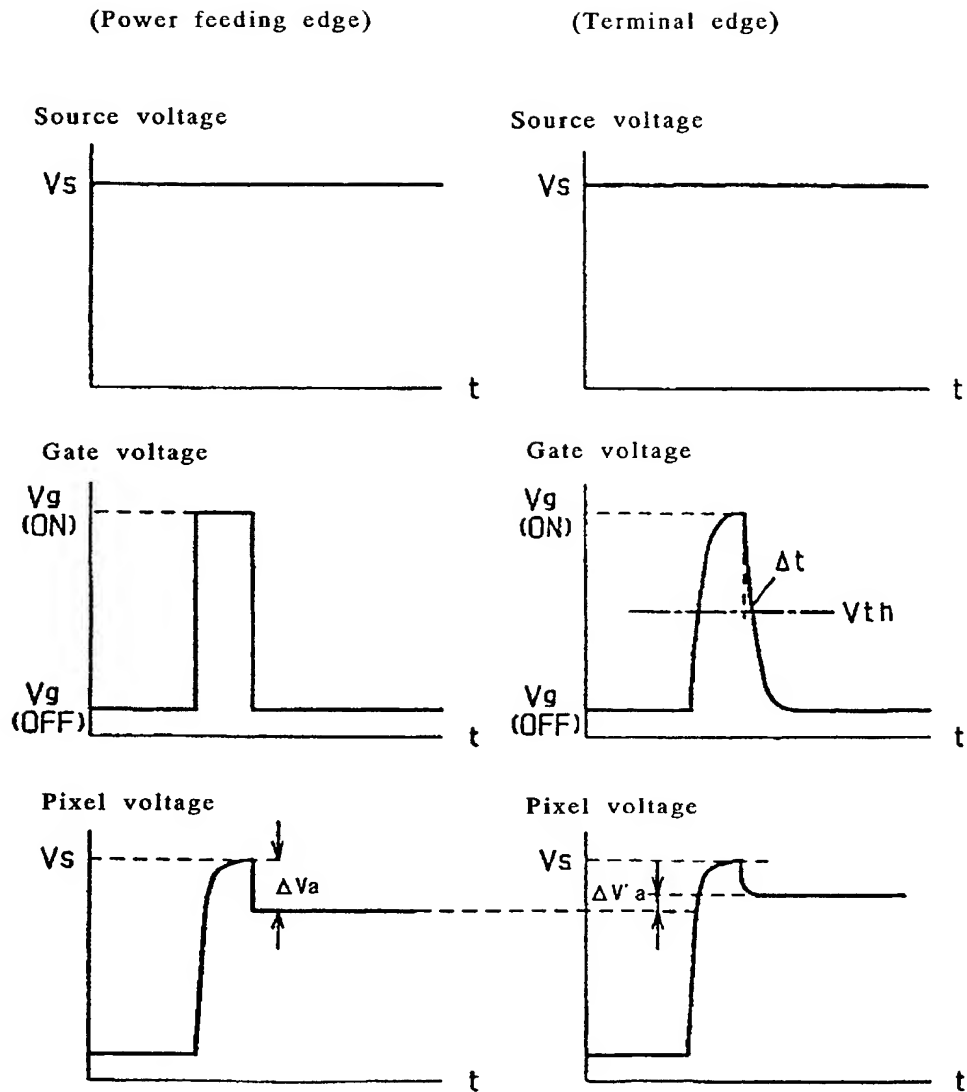 (Power feeding edge)
(Terminal edge)
Source voltage
Source voltage
Vs
Vs
t
t
Gate voltage
Gate voltage
Vg
(ON)
Vg
(ON)
Δt
Vth
Vg
(OFF)
Vg
(OFF)
t
t
Pixel voltage
Pixel voltage
Vs
Vs
ΔVa
ΔV'a
t
t